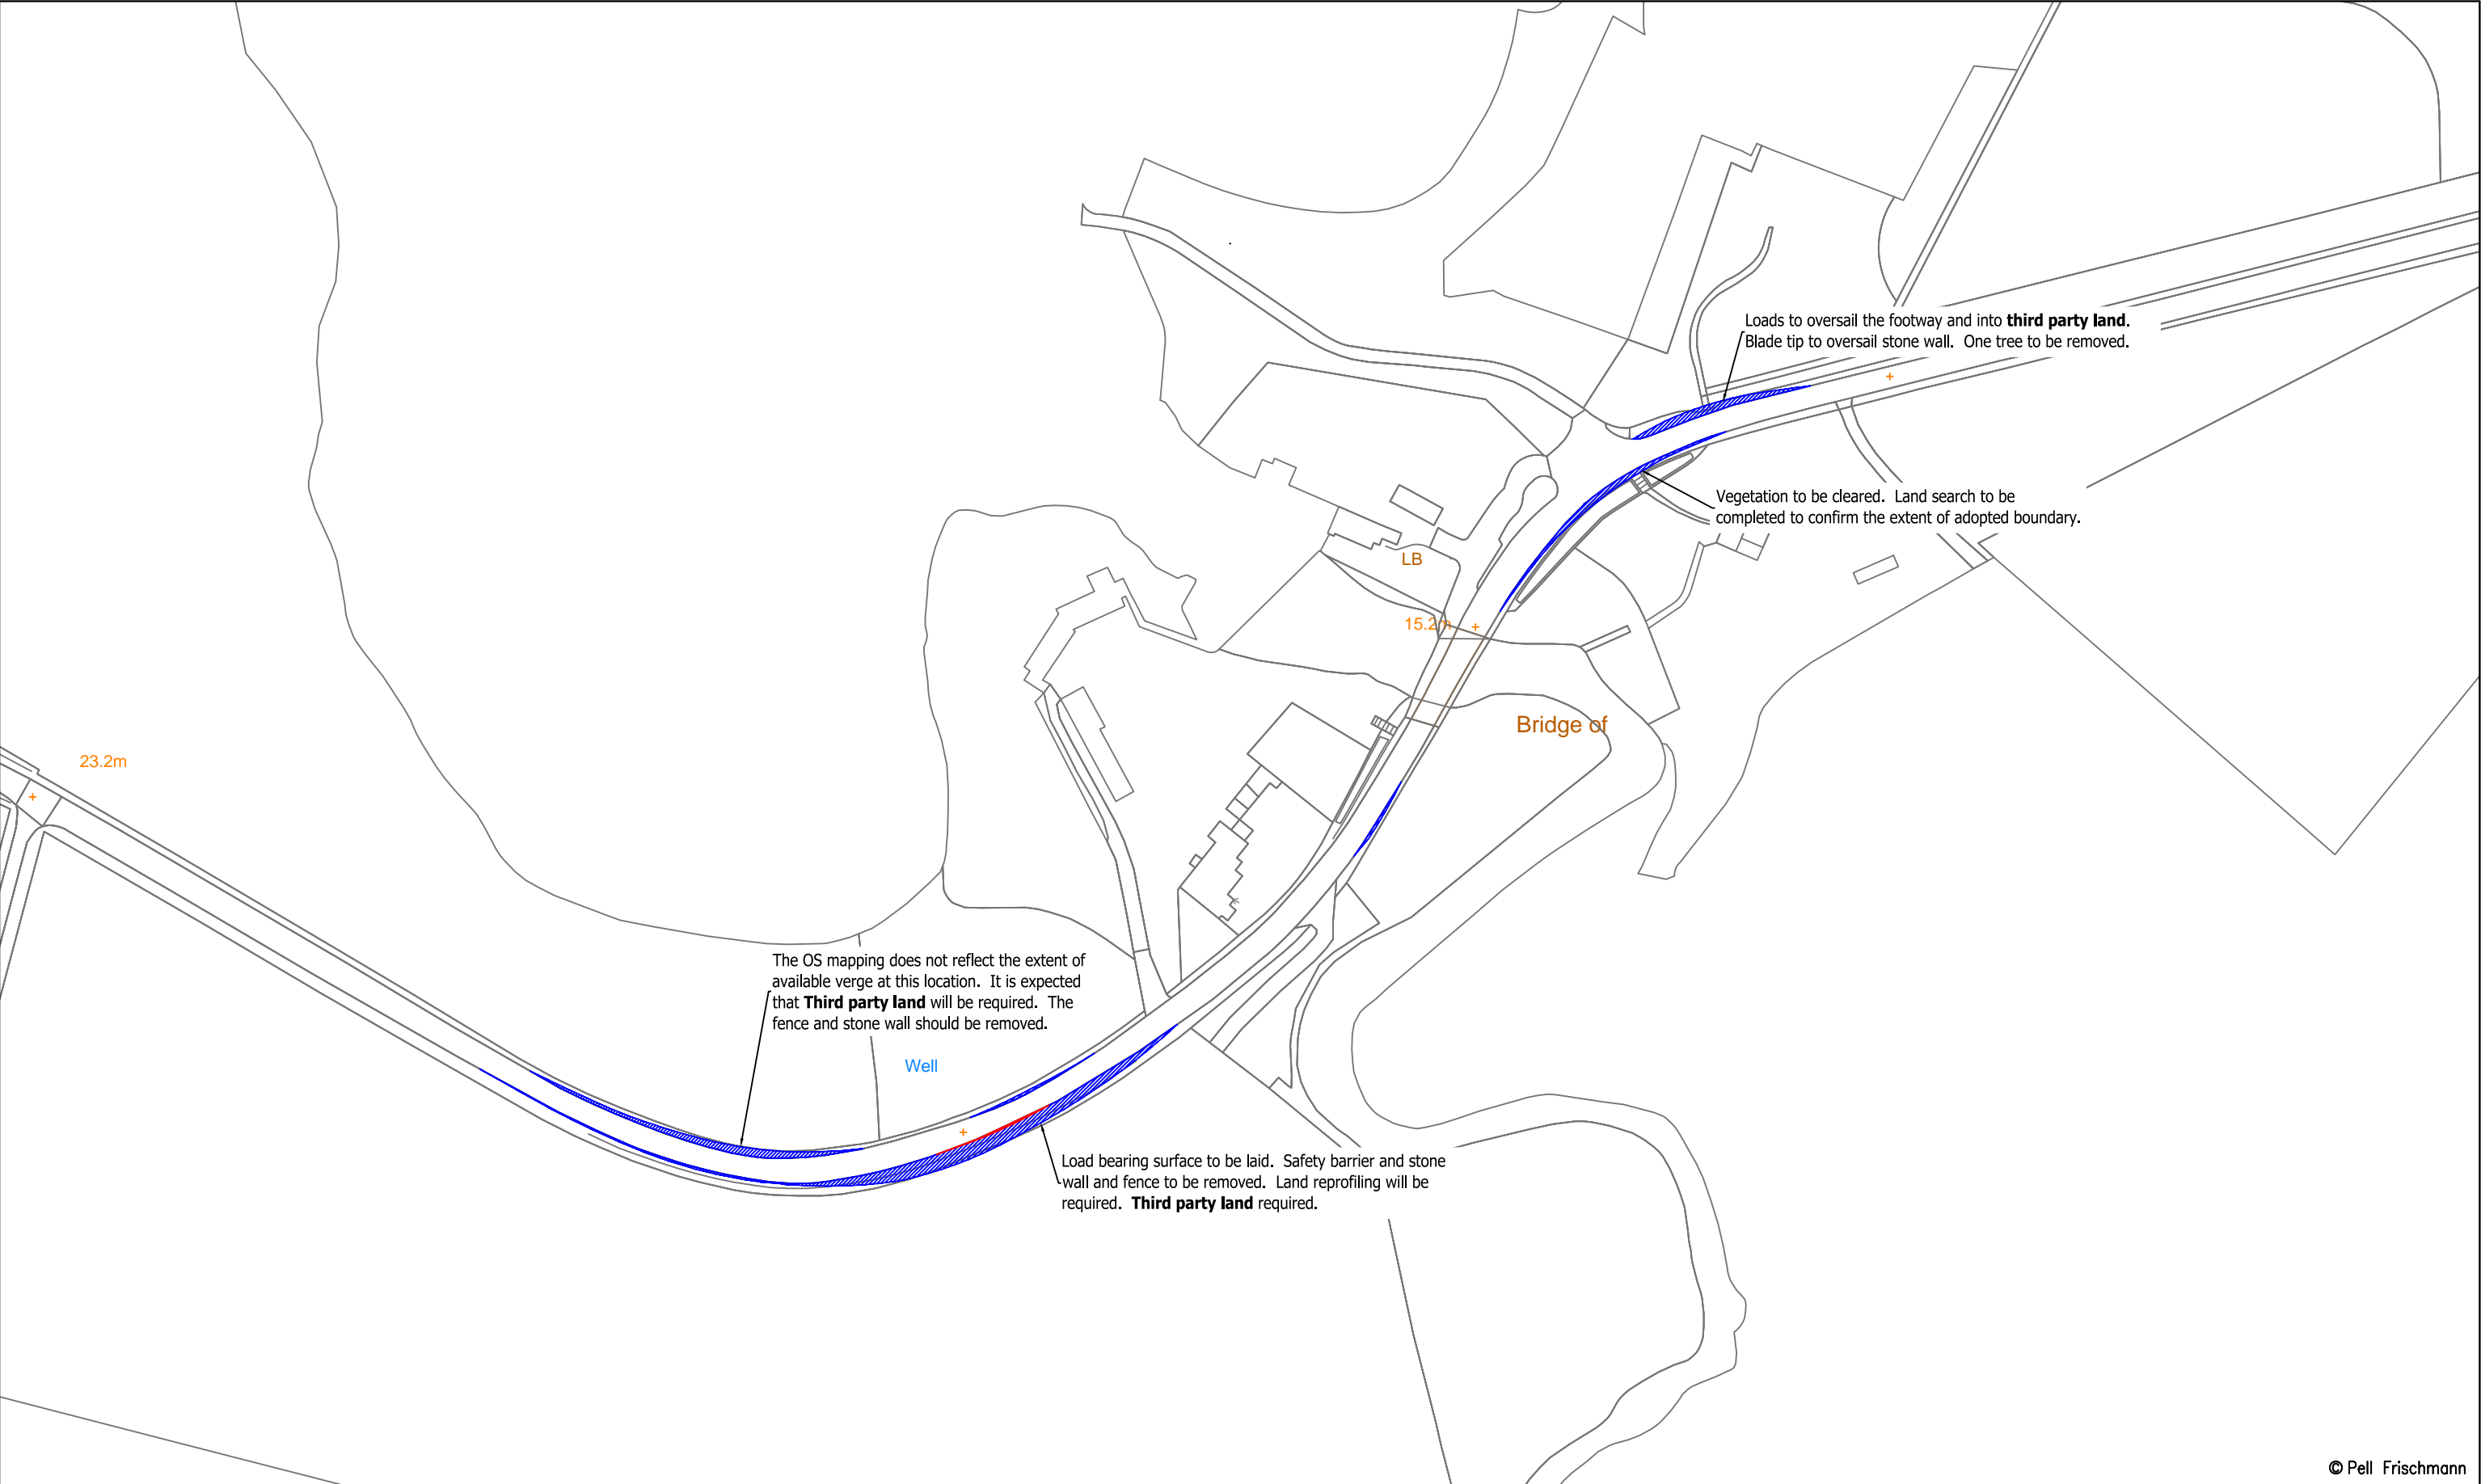 Loads to oversail the footway and into third party land.
Blade tip to oversail stone wall. One tree to be removed.
Vegetation to be cleared. Land search to be
completed to confirm the extent of adopted boundary.
LB
15.2m
Bridge of
23.2m
The OS mapping does not reflect the extent of
available verge at this location. It is expected
that Third party land will be required. The
fence and stone wall should be removed.
Well
Load bearing surface to be laid. Safety barrier and stone
wall and fence to be removed. Land reprofiling will be
required. Third party land required.
© Pell Frischmann